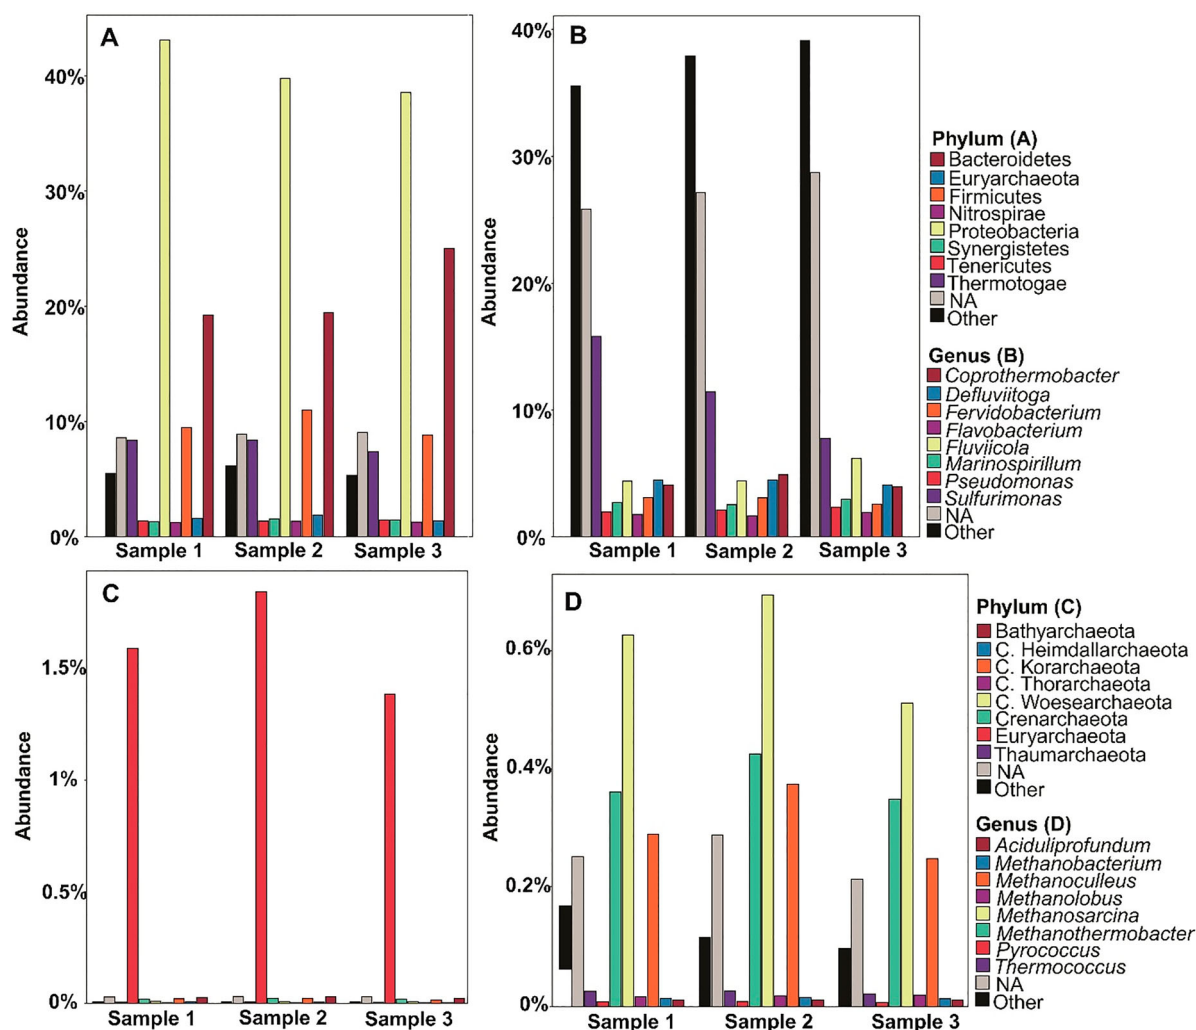 A
40%
30%
20%
10%
0%
Abundance
Sample 1 Sample 2 Sample 3
B
40%
30%
20%
10%
0%
Abundance
Sample 1 Sample 2 Sample 3
Phylum (A)
Bacteroidetes
Euryarchaeota
Firmicutes
Nitrospirae
Proteobacteria
Synergistetes
Tenericutes
Thermotogae
NA
Other
Genus (B)
Coprothermobacter
Defluviitoga
Fervidobacterium
Flavobacterium
Fluviicola
Marinospirillum
Pseudomonas
Sulfurimonas
NA
Other
C
1.5%
1%
0.5%
0%
Abundance
Sample 1 Sample 2 Sample 3
D
0.6%
0.4%
0.2%
0%
Abundance
Sample 1 Sample 2 Sample 3
Phylum (C)
Bathyarchaeota
C. Heimdallarchaeota
C. Korarchaeota
C. Thorarchaeota
C. Woesearchaeota
Crenarchaeota
Euryarchaeota
Thaumarchaeota
NA
Other
Genus (D)
Aciduliprofundum
Methanobacterium
Methanoculleus
Methanolobus
Methanosarcina
Methanothermobacter
Pyrococcus
Thermococcus
NA
Other